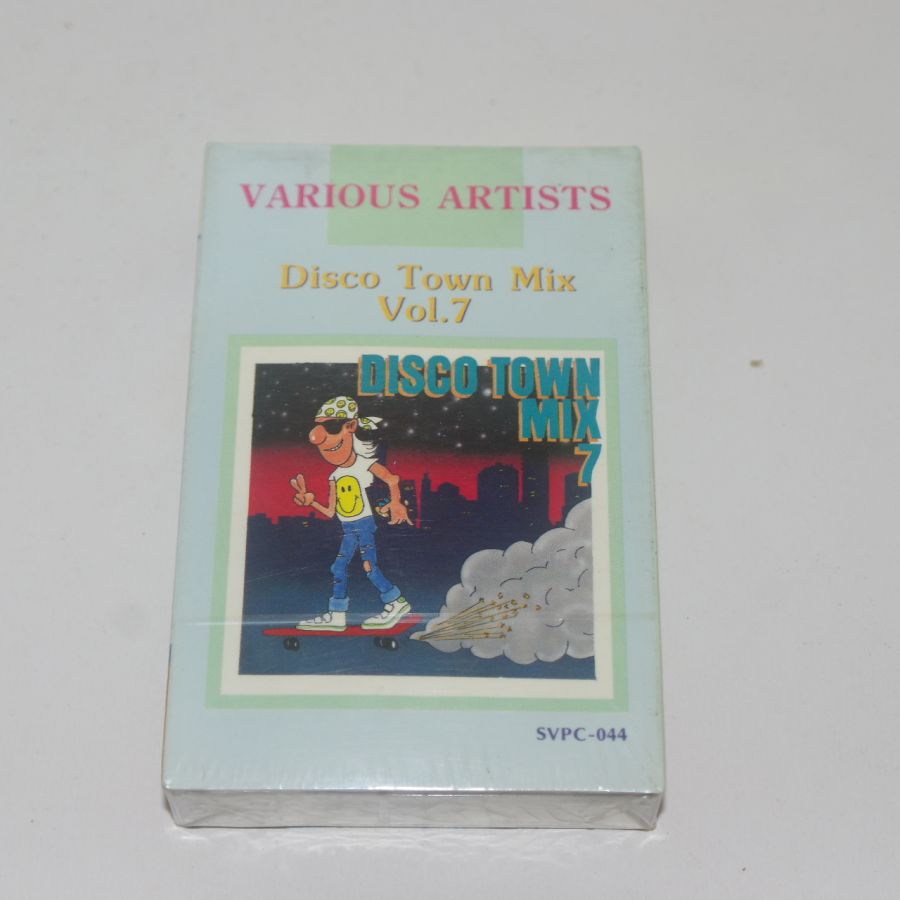 VARIOUS ARTISTS
Disco Town Mix
Vol.7
DISCO TOWN
MIX
7
SVPC-044